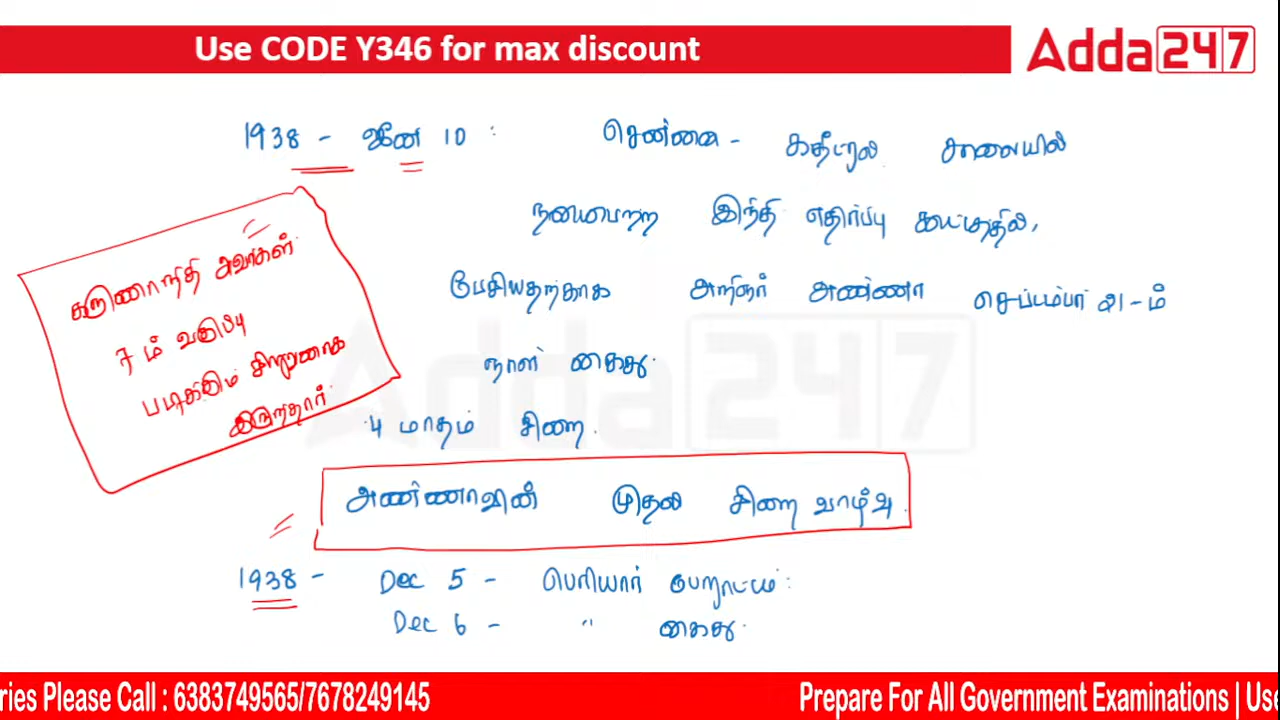 Use CODE Y346 for max discount
Adda247
1938 - ஜீன் 10 : சென்னை - கதீட்ரல் சாலையில்
நடைபெற்ற இந்தி எதிர்ப்பு கூட்டத்தில்,
பேசியதற்காக அறிஞர் அண்ணா செப்டம்பர் 21-ம்
நாள் கைது.
4 மாதம் சிறை.
அண்ணாவின் முதல் சிறை வாழ்வு.
கருணாநிதி அவர்கள்
7 ம் வகுப்பு
படிக்கும் சிறுவனாக
இருந்தார்
1938 - Dec 5 - பெரியார் போராட்டம் :
Dec 6 - " கைது.
Adda247
ries Please Call : 6383749565/7678249145
Prepare For All Government Examinations | Use